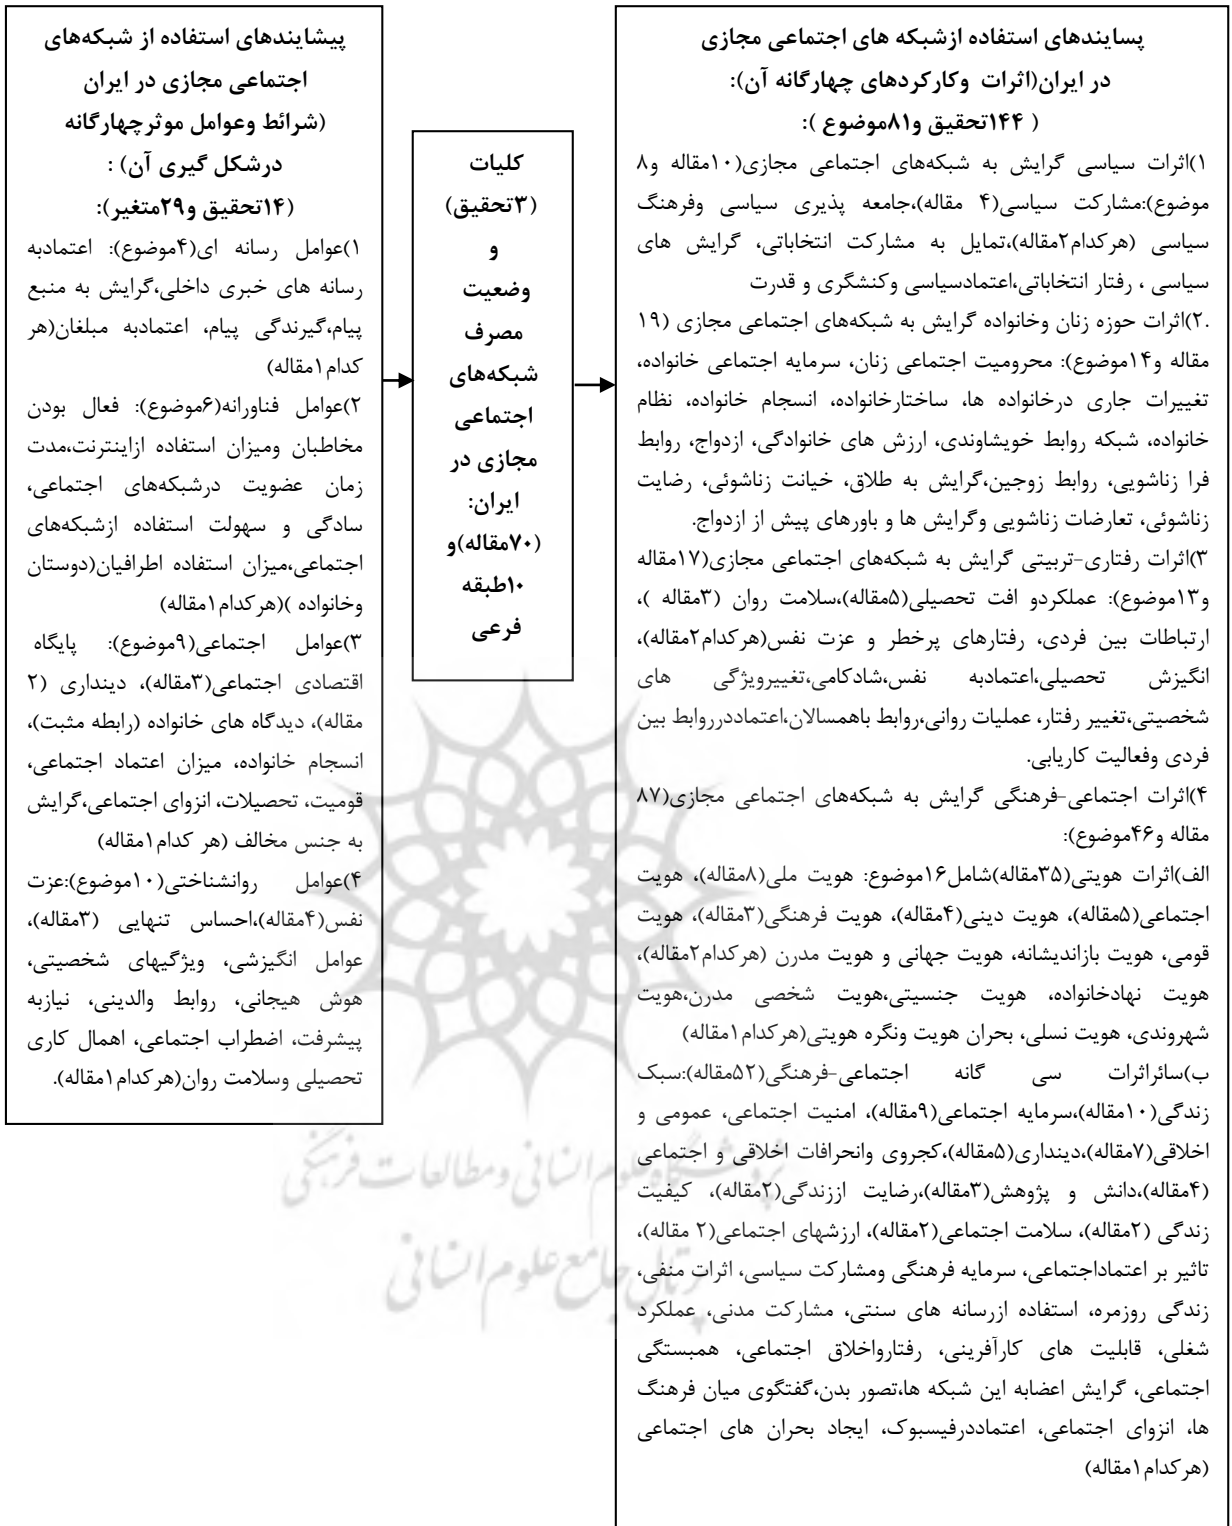 پیشایندهای استفاده از شبکه‌های
اجتماعی مجازی در ایران
(شرائط وعوامل موثرچهارگانه
درشکل گیری آن) :
(۱۴تحقیق و۲۹متغیر):
۱)عوامل رسانه ای(۴موضوع): اعتمادبه
رسانه های خبری داخلی،گرایش به منبع
پیام،گیرندگی پیام، اعتمادبه مبلغان(هر
کدام۱مقاله)
۲)عوامل فناورانه(۶موضوع): فعال بودن
مخاطبان ومیزان استفاده ازاینترنت،مدت
زمان عضویت درشبکه‌های اجتماعی،
سادگی و سهولت استفاده ازشبکه‌های
اجتماعی،میزان استفاده اطرافیان(دوستان
وخانواده )(هرکدام۱مقاله)
۳)عوامل اجتماعی(۹موضوع): پایگاه
اقتصادی اجتماعی(۳مقاله)، دینداری (۲
مقاله)، دیدگاه های خانواده (رابطه مثبت)،
انسجام خانواده، میزان اعتماد اجتماعی،
قومیت، تحصیلات، انزوای اجتماعی،گرایش
به جنس مخالف (هر کدام۱مقاله)
۴)عوامل روانشناختی(۱۰موضوع):عزت
نفس(۴مقاله)،احساس تنهایی (۳مقاله)،
عوامل انگیزشی، ویژگیهای شخصیتی،
هوش هیجانی، روابط والدینی، نیازبه
پیشرفت، اضطراب اجتماعی، اهمال کاری
تحصیلی وسلامت روان(هرکدام۱مقاله).
کلیات
(۳تحقیق)
و
وضعیت
مصرف
شبکه‌های
اجتماعی
مجازی در
ایران:
(۷۰مقاله)و
۱۰طبقه
فرعی
پسایندهای استفاده ازشبکه های اجتماعی مجازی
در ایران(اثرات وکارکردهای چهارگانه آن):
( ۱۴۴تحقیق و۸۱موضوع ):
۱)اثرات سیاسی گرایش به شبکه‌های اجتماعی مجازی(۱۰مقاله و۸
موضوع):مشارکت سیاسی(۴ مقاله)،جامعه پذیری سیاسی وفرهنگ
سیاسی (هرکدام۲مقاله)،تمایل به مشارکت انتخاباتی، گرایش های
سیاسی ، رفتار انتخاباتی،اعتمادسیاسی وکنشگری و قدرت
.۲)اثرات حوزه زنان وخانواده گرایش به شبکه‌های اجتماعی مجازی (۱۹
مقاله و۱۴موضوع): محرومیت اجتماعی زنان، سرمایه اجتماعی خانواده،
تغییرات جاری درخانواده ها، ساختارخانواده، انسجام خانواده، نظام
خانواده، شبکه روابط خویشاوندی، ارزش های خانوادگی، ازدواج، روابط
فرا زناشویی، روابط زوجین،گرایش به طلاق، خیانت زناشوئی، رضایت
زناشوئی، تعارضات زناشویی وگرایش ها و باورهای پیش از ازدواج.
۳)اثرات رفتاری-تربیتی گرایش به شبکه‌های اجتماعی مجازی(۱۷مقاله
و۱۳موضوع): عملکردو افت تحصیلی(۵مقاله)،سلامت روان (۳مقاله )،
ارتباطات بین فردی، رفتارهای پرخطر و عزت نفس(هرکدام۲مقاله)،
انگیزش تحصیلی،اعتمادبه نفس،شادکامی،تغییرویژگی های
شخصیتی،تغییر رفتار، عملیات روانی،روابط باهمسالان،اعتماددرروابط بین
فردی وفعالیت کاریابی.
۴)اثرات اجتماعی-فرهنگی گرایش به شبکه‌های اجتماعی مجازی(۸۷
مقاله و۴۶موضوع):
الف)اثرات هویتی(۳۵مقاله)شامل۱۶موضوع: هویت ملی(۸مقاله)، هویت
اجتماعی(۵مقاله)، هویت دینی(۴مقاله)، هویت فرهنگی(۳مقاله)، هویت
قومی، هویت بازاندیشانه، هویت جهانی و هویت مدرن (هرکدام۲مقاله)،
هویت نهادخانواده، هویت جنسیتی،هویت شخصی مدرن،هویت
شهروندی، هویت نسلی، بحران هویت ونگره هویتی(هرکدام۱مقاله)
ب)سائراثرات سی گانه اجتماعی-فرهنگی(۵۲مقاله):سبک
زندگی(۱۰مقاله)،سرمایه اجتماعی(۹مقاله)، امنیت اجتماعی، عمومی و
اخلاقی(۷مقاله)،دینداری(۵مقاله)،کجروی وانحرافات اخلاقی و اجتماعی
(۴مقاله)،دانش و پژوهش(۳مقاله)،رضایت اززندگی(۲مقاله)، کیفیت
زندگی (۲مقاله)، سلامت اجتماعی(۲مقاله)، ارزشهای اجتماعی(۲ مقاله)،
تاثیر بر اعتماداجتماعی، سرمایه فرهنگی ومشارکت سیاسی، اثرات منفی،
زندگی روزمره، استفاده ازرسانه های سنتی، مشارکت مدنی، عملکرد
شغلی، قابلیت های کارآفرینی، رفتارواخلاق اجتماعی، همبستگی
اجتماعی، گرایش اعضابه این شبکه ها،تصور بدن،گفتگوی میان فرهنگ
ها، انزوای اجتماعی، اعتماددرفیسبوک، ایجاد بحران های اجتماعی
(هرکدام۱مقاله)
پژوهشگاه علوم انسانی و مطالعات فرهنگی
پرتال جامع علوم انسانی